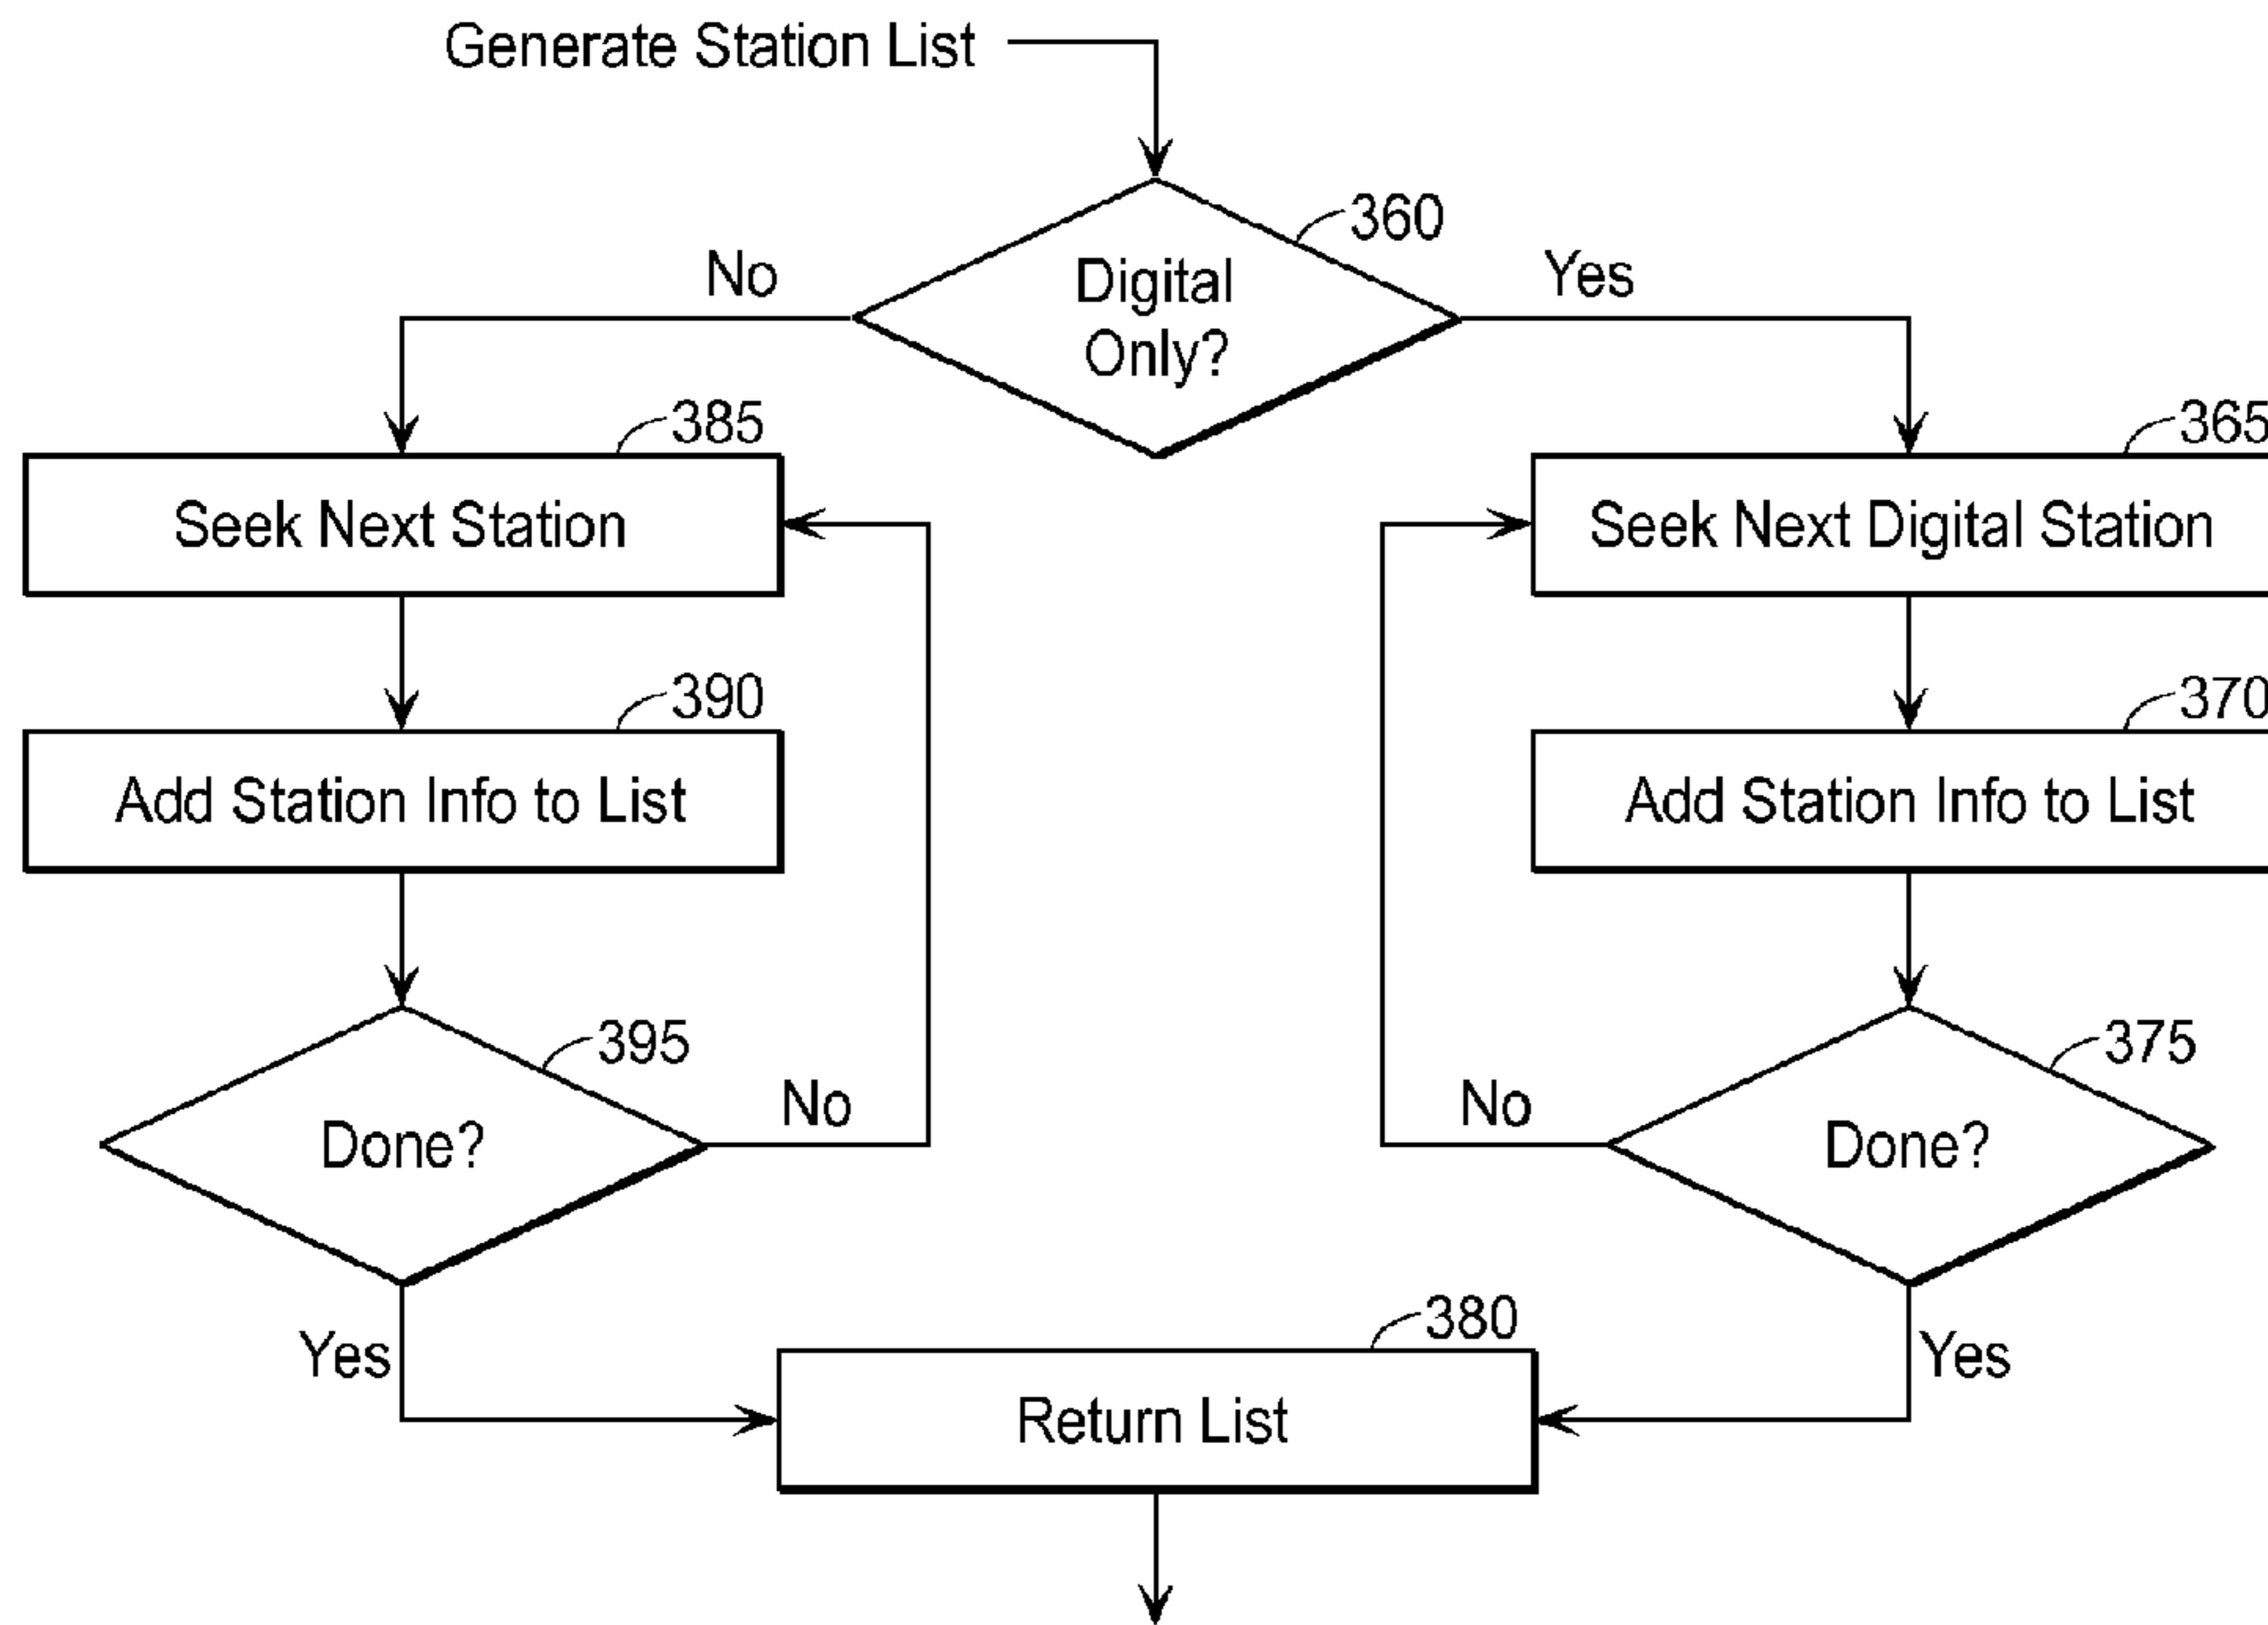 Generate Station List
360
No
Digital
Only?
Yes
385
365
Seek Next Station
Seek Next Digital Station
390
370
Add Station Info to List
Add Station Info to List
395
375
Done?
No
No
Done?
380
Yes
Yes
Return List